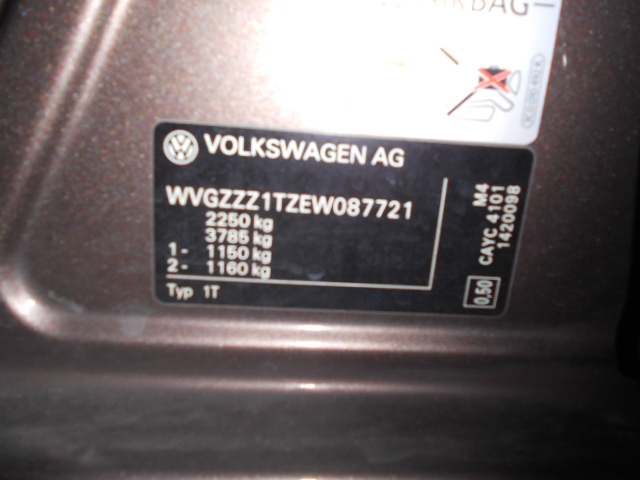 AIRBAG
VOLKSWAGEN AG
WVGZZZ1TZEW087721
2250 kg
3785 kg
1- 1150 kg
2- 1160 kg
Typ 1T
M4
CAYC 4101
1420098
0.50